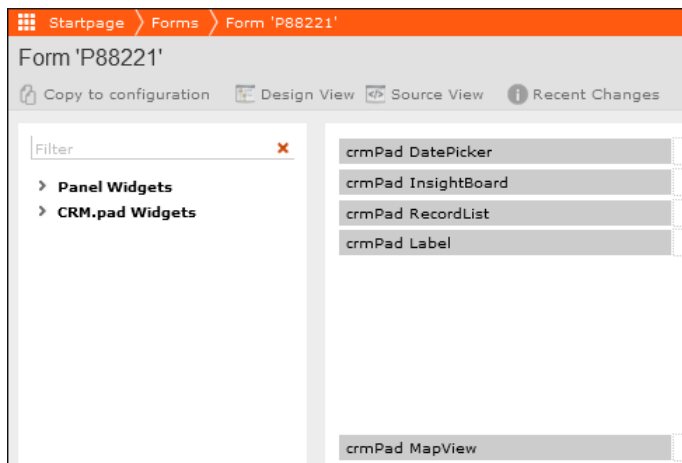 Startpage Forms Form 'P88221'
Form 'P88221'
Copy to configuration Design View Source View Recent Changes
Filter
Panel Widgets
CRM.pad Widgets
crmPad DatePicker
crmPad InsightBoard
crmPad RecordList
crmPad Label
crmPad MapView